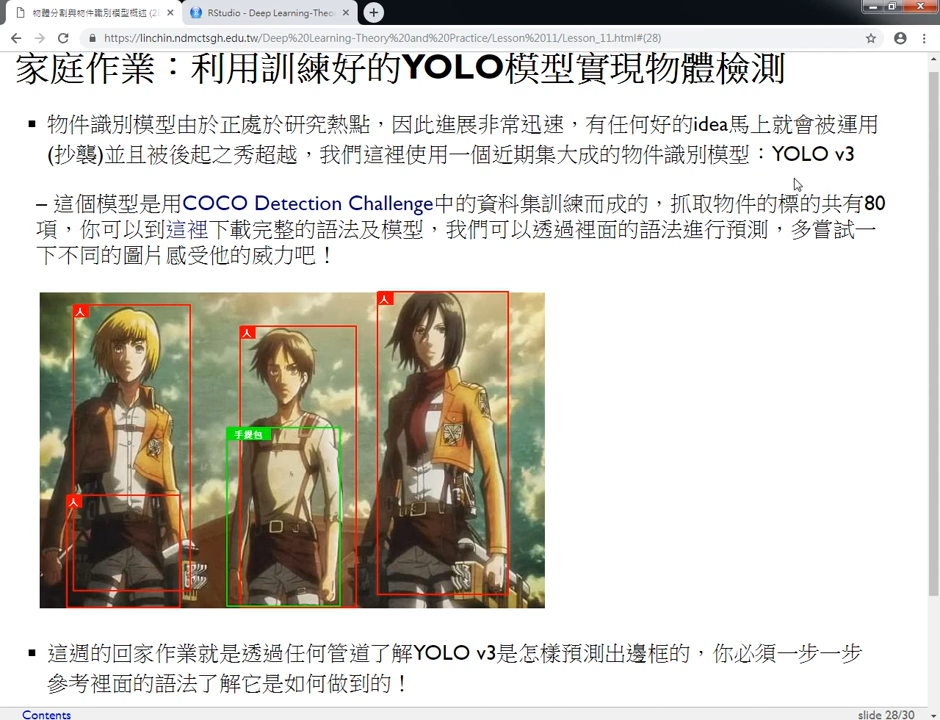 物體分割與物件識別模型概述 (28
RStudio - Deep Learning-Theo
https://linchin.ndmctsgh.edu.tw/Deep%20Learning-Theory%20and%20Practice/Lesson%2011/Lesson_11.html#(28)
家庭作業：利用訓練好的YOLO模型實現物體檢測
物件識別模型由於正處於研究熱點，因此進展非常迅速，有任何好的idea馬上就會被運用
(抄襲)並且被後起之秀超越，我們這裡使用一個近期集大成的物件識別模型：YOLO v3
– 這個模型是用COCO Detection Challenge中的資料集訓練而成的，抓取物件的標的共有80
項，你可以到這裡下載完整的語法及模型，我們可以透過裡面的語法進行預測，多嘗試一
下不同的圖片感受他的威力吧！
人
人
人
手提包
人
這週的回家作業就是透過任何管道了解YOLO v3是怎樣預測出邊框的，你必須一步一步
參考裡面的語法了解它是如何做到的！
Contents
slide 28/30